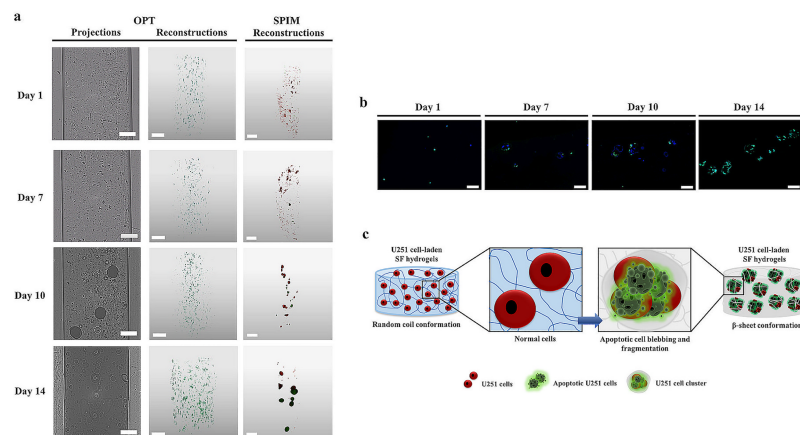 a
OPT
SPIM
Projections
Reconstructions
Reconstructions
Day 1
Day 7
Day 10
Day 14
b
Day 1
Day 7
Day 10
Day 14
c
U251 cell-laden
SF hydrogels
Random coil conformation
Normal cells
Apoptotic cell blebbing and
fragmentation
U251 cell-laden
SF hydrogels
β-sheet conformation
U251 cells
Apoptotic U251 cells
U251 cell cluster